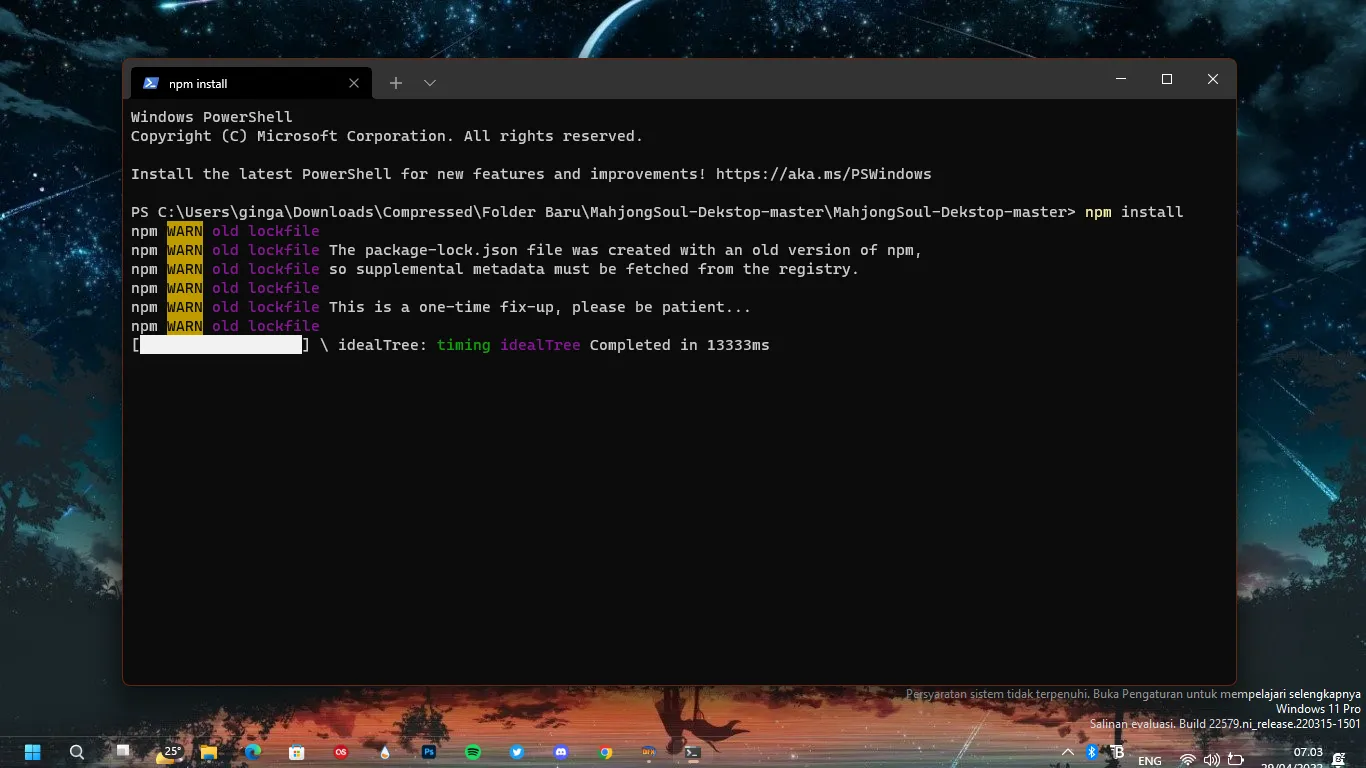 npm install
Windows PowerShell
Copyright (C) Microsoft Corporation. All rights reserved.
Install the latest PowerShell for new features and improvements! https://aka.ms/PSWindows
PS C:\Users\ginga\Downloads\Compressed\Folder Baru\MahjongSoul-Dekstop-master\MahjongSoul-Dekstop-master> npm install
npm WARN old lockfile
npm WARN old lockfile The package-lock.json file was created with an old version of npm,
npm WARN old lockfile so supplemental metadata must be fetched from the registry.
npm WARN old lockfile
npm WARN old lockfile This is a one-time fix-up, please be patient...
npm WARN old lockfile
[ ] \ idealTree: timing idealTree Completed in 13333ms
Persyaratan sistem tidak terpenuhi. Buka Pengaturan untuk mempelajari selengkapnya
Windows 11 Pro
Salinan evaluasi. Build 22579.ni_release.220315-1501
25°
Ps
ENG
07.03
29/04/2022